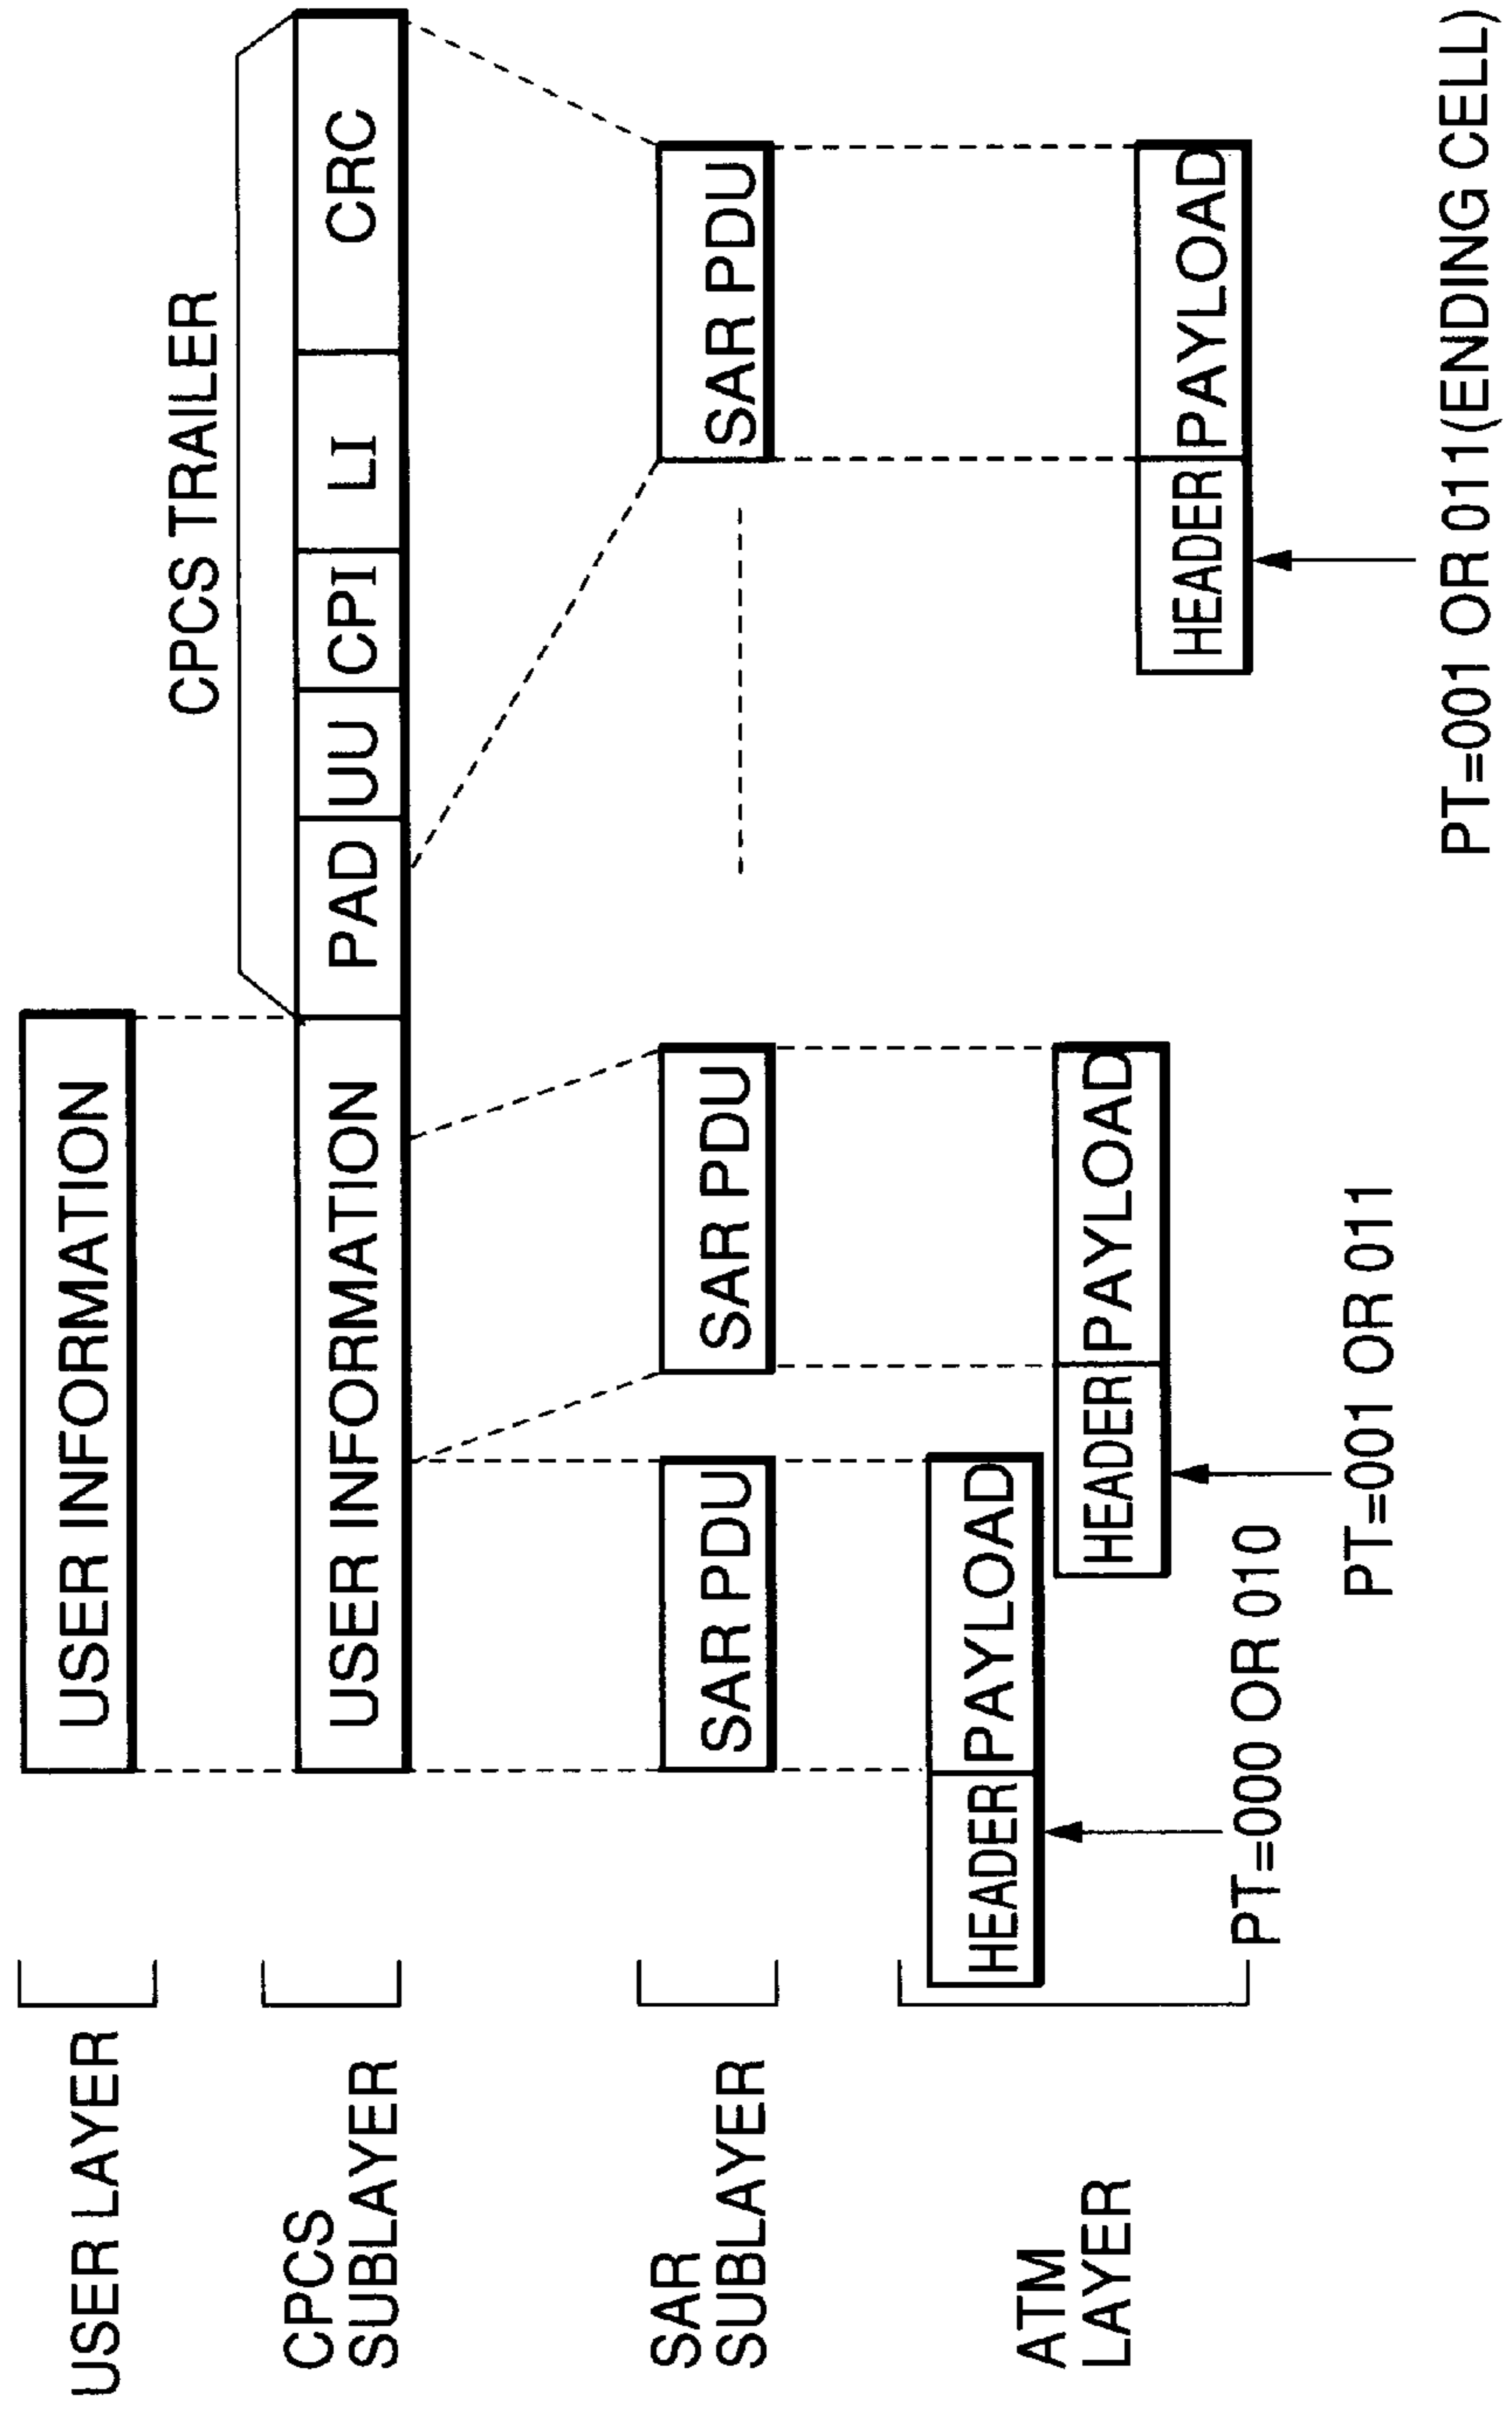 USER LAYER
USER INFORMATION
CPCS TRAILER
CPCS
SUBLAYER
USER INFORMATION PAD UU CPI LI CRC
SAR
SUBLAYER
SAR PDU SAR PDU SAR PDU
ATM
LAYER
HEADER PAYLOAD
HEADER PAYLOAD
HEADER PAYLOAD
PT=000 OR 010
PT=001 OR 011
PT=001 OR 011(ENDING CELL)